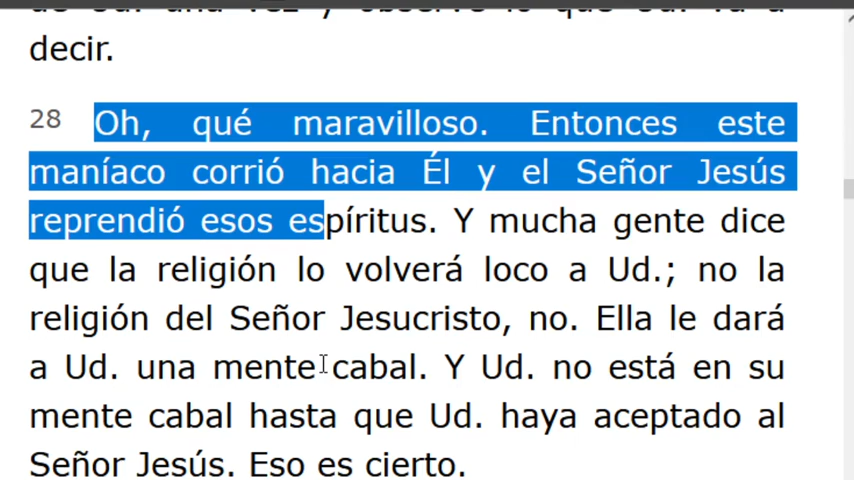 decir.
28 Oh, qué maravilloso. Entonces este
maníaco corrió hacia Él y el Señor Jesús
reprendió esos espíritus. Y mucha gente dice
que la religión lo volverá loco a Ud.; no la
religión del Señor Jesucristo, no. Ella le dará
a Ud. una mente cabal. Y Ud. no está en su
mente cabal hasta que Ud. haya aceptado al
Señor Jesús. Eso es cierto.